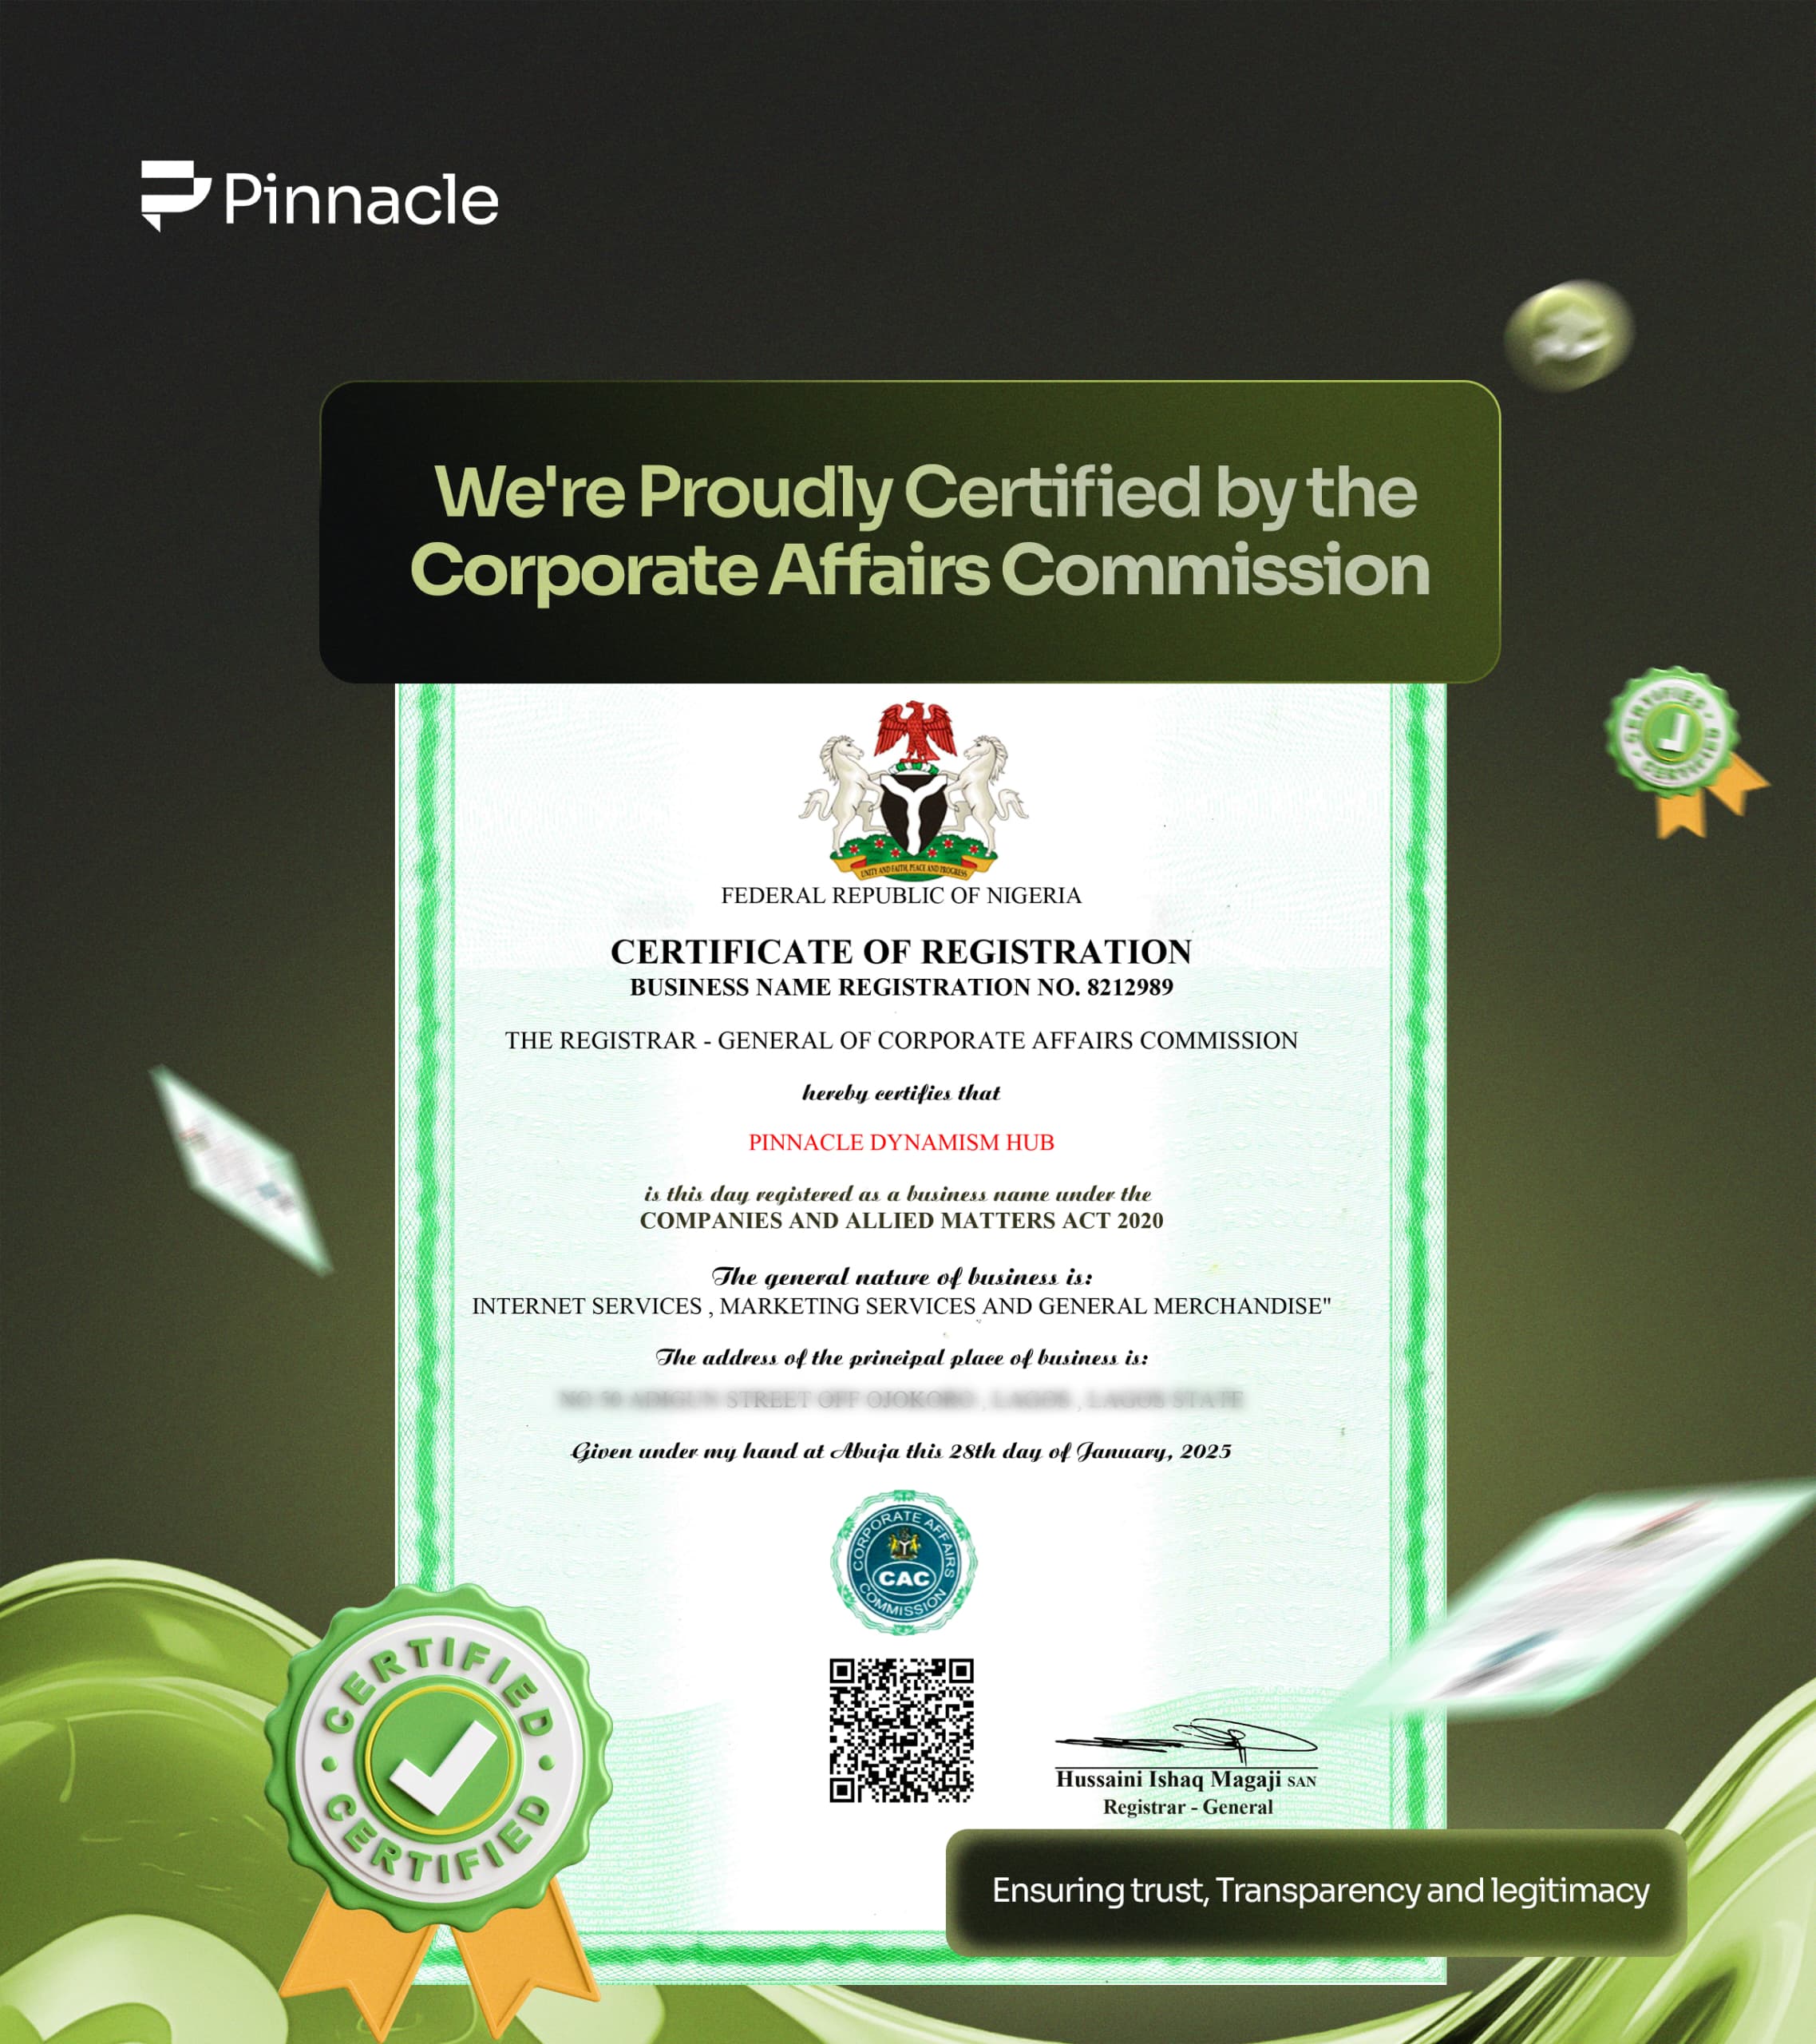 Pinnacle
We're Proudly Certified by the
Corporate Affairs Commission
CERTIFIES
CERTIFIED
UNITY AND FAITH, PEACE AND PROGRESS
FEDERAL REPUBLIC OF NIGERIA
CERTIFICATE OF REGISTRATION
BUSINESS NAME REGISTRATION NO. 8212989
THE REGISTRAR - GENERAL OF CORPORATE AFFAIRS COMMISSION
hereby certifies that
PINNACLE DYNAMISM HUB
is this day registered as a business name under the
COMPANIES AND ALLIED MATTERS ACT 2020
The general nature of business is:
INTERNET SERVICES , MARKETING SERVICES AND GENERAL MERCHANDISE"
The address of the principal place of business is:
Given under my hand at Abuja this 28th day of January, 2025
CORPORATE AFFAIRS
CAC
COMMISSION
CERTIFIED
CERTIFIED
Hussaini Ishaq Magaji SAN
Registrar - General
Ensuring trust, Transparency and legitimacy